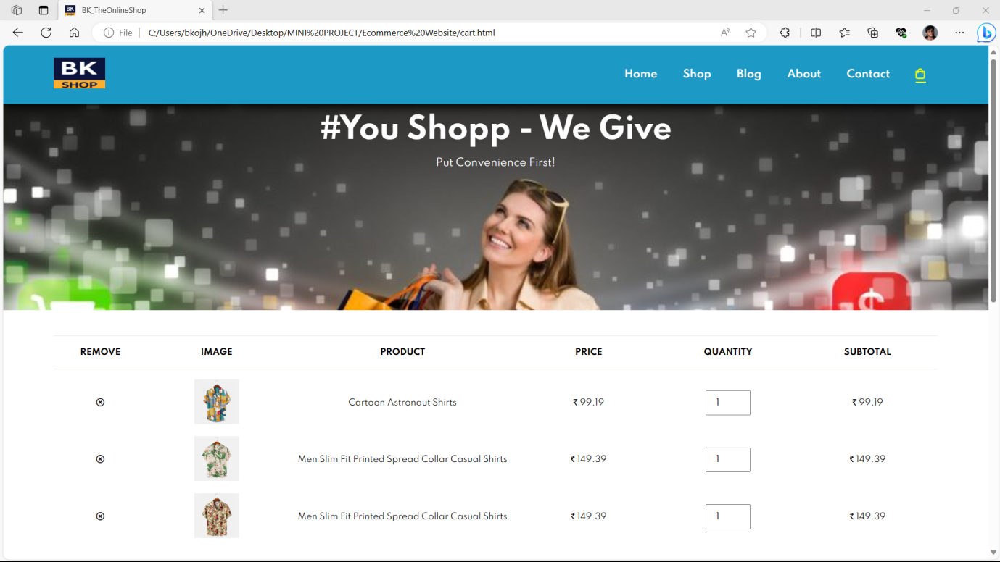 BK
BK_TheOnlineShop
File
C:/Users/bkojh/OneDrive/Desktop/MINI%20PROJECT/Ecommerce%20Website/cart.html
BK
SHOP
Home Shop Blog About Contact
#You Shopp - We Give
Put Convenience First!
$
REMOVE IMAGE PRODUCT PRICE QUANTITY SUBTOTAL
Cartoon Astronaut Shirts ₹ 99.19 1 ₹ 99.19
Men Slim Fit Printed Spread Collar Casual Shirts ₹ 149.39 1 ₹ 149.39
Men Slim Fit Printed Spread Collar Casual Shirts ₹ 149.39 1 ₹ 149.39